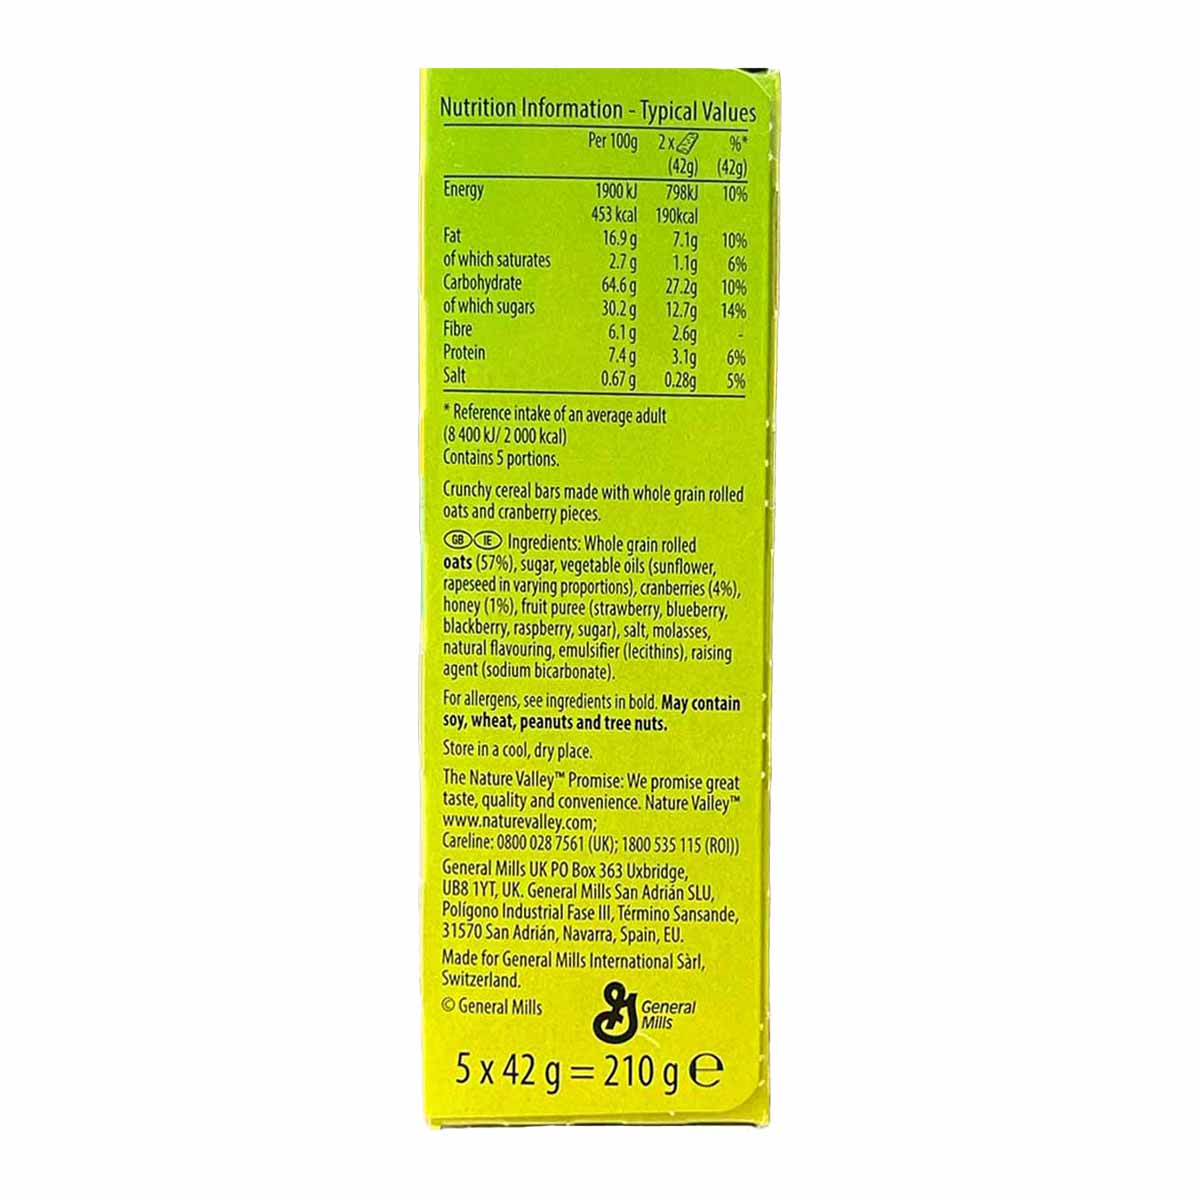 Nutrition Information - Typical Values
Per 100g 2 x %*
(42g) (42g)
Energy 1900 kJ 798kJ 10%
453 kcal 190kcal
Fat 16.9 g 7.1g 10%
of which saturates 2.7 g 1.1g 6%
Carbohydrate 64.6 g 27.2g 10%
of which sugars 30.2 g 12.7g 14%
Fibre 6.1 g 2.6g -
Protein 7.4 g 3.1g 6%
Salt 0.67 g 0.28g 5%
* Reference intake of an average adult
(8 400 kJ/ 2 000 kcal)
Contains 5 portions.
Crunchy cereal bars made with whole grain rolled
oats and cranberry pieces.
GB IE Ingredients: Whole grain rolled
oats (57%), sugar, vegetable oils (sunflower,
rapeseed in varying proportions), cranberries (4%),
honey (1%), fruit puree (strawberry, blueberry,
blackberry, raspberry, sugar), salt, molasses,
natural flavouring, emulsifier (lecithins), raising
agent (sodium bicarbonate).
For allergens, see ingredients in bold. May contain
soy, wheat, peanuts and tree nuts.
Store in a cool, dry place.
The Nature Valley™ Promise: We promise great
taste, quality and convenience. Nature Valley™
www.naturevalley.com;
Careline: 0800 028 7561 (UK); 1800 535 115 (ROI))
General Mills UK PO Box 363 Uxbridge,
UB8 1YT, UK. General Mills San Adrián SLU,
Polígono Industrial Fase III, Término Sansande,
31570 San Adrián, Navarra, Spain, EU.
Made for General Mills International Sàrl,
Switzerland.
© General Mills
General
Mills
5 x 42 g = 210 g ℮